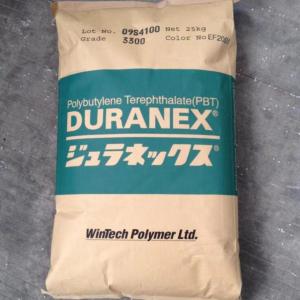 Lot No. 09S4100 Net 25kg
Grade 3300 Color No EF2001
Polybutylene Terephthalate(PBT)
DURANEX®
ジュラネックス®
WinTech Polymer Ltd.